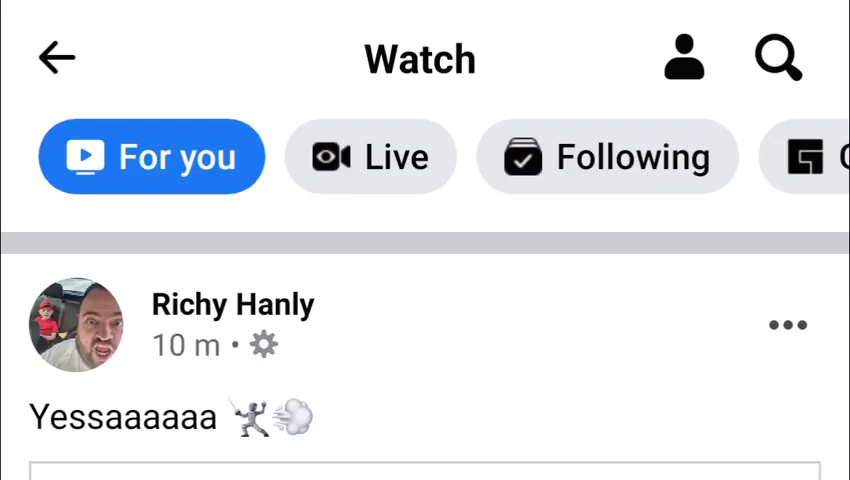 Watch
For you
Live
Following
Richy Hanly
10 m •
Yessaaaaaa 🤺💨